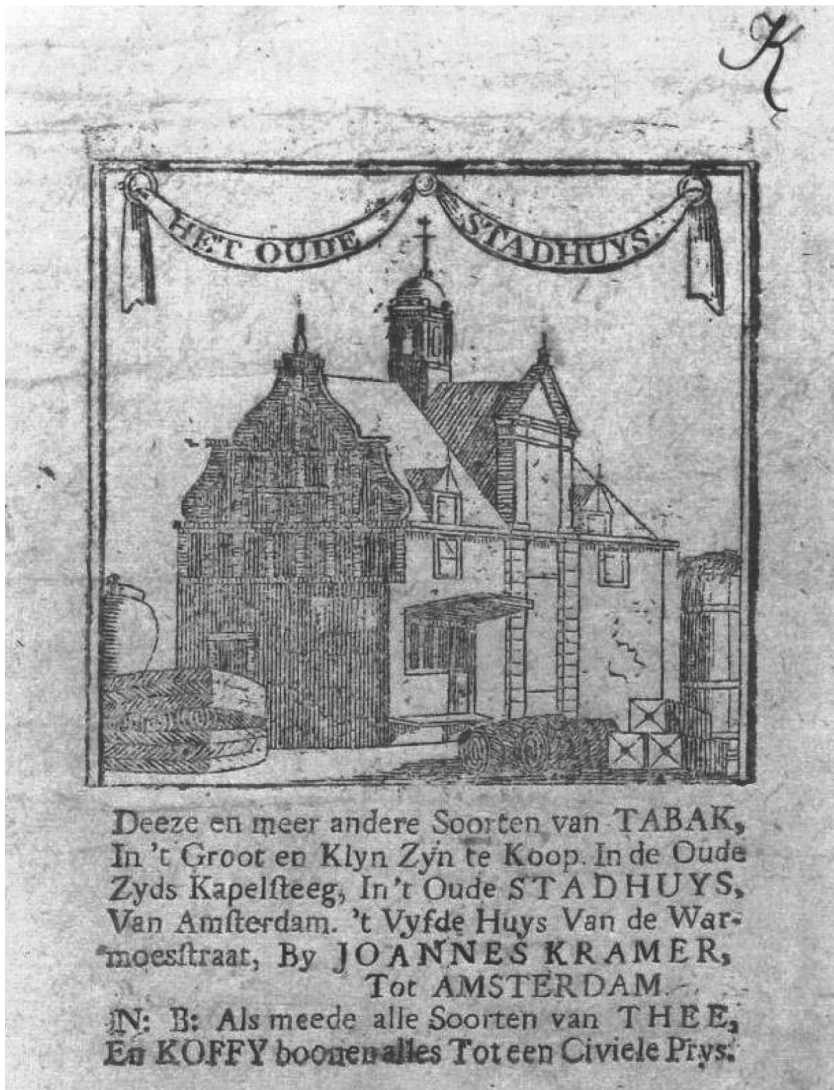 K
HET OUDE STADHUYS.
Deeze en meer andere Soorten van TABAK,
In 't Groot en Klyn Zyn te Koop. In de Oude
Zyds Kapelſteeg, In 't Oude STADHUYS,
Van Amſterdam. 't Vyfde Huys Van de War-
moesſtraat, By JOANNES KRAMER,
Tot AMSTERDAM.
N: B: Als meede alle Soorten van THEE,
En KOFFY boonen alles Tot een Civiele Prys.